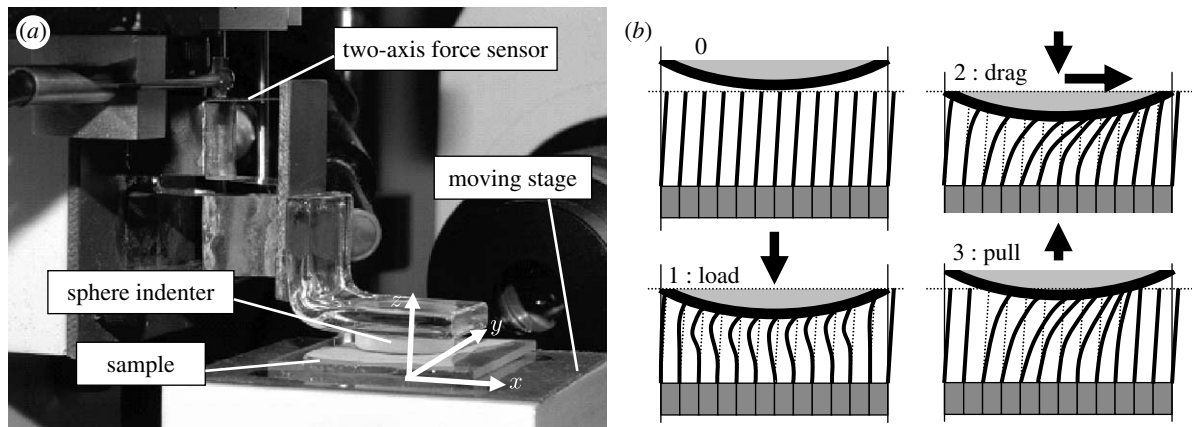 (a)
two-axis force sensor
moving stage
sphere indenter
sample
z
y
x
(b)
0
2 : drag
1 : load
3 : pull